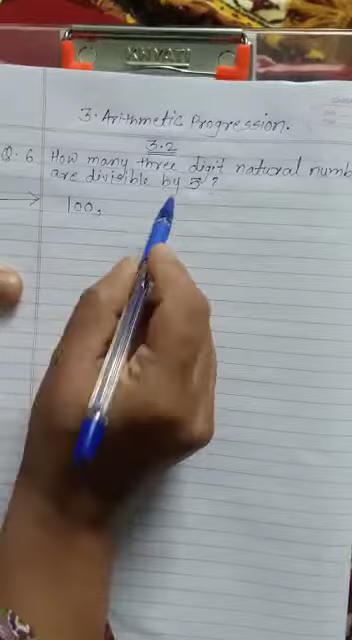 KHYATI
3. Arithmetic Progression.
3.2
Q. 6 How many three digit natural numb
are divisible by 5 ?
→ 100,